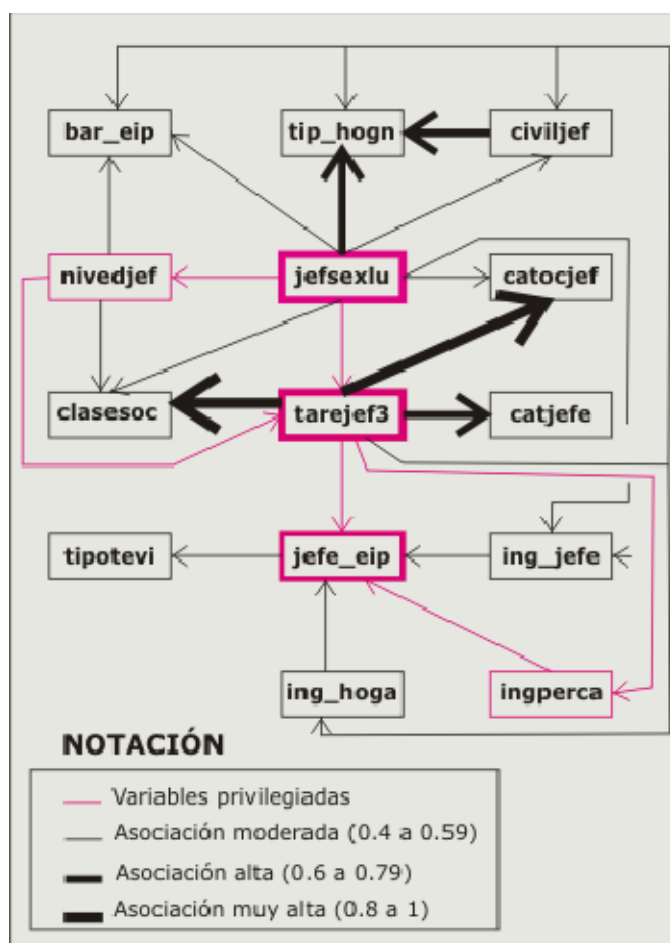 bar_eip tip_hogn civiljef
nivedjef jefsexlu catocjef
clasesoc tarejef3 catjefe
tipotevi jefe_eip ing_jefe
ing_hoga ingperca
NOTACIÓN
Variables privilegiadas
Asociación moderada (0.4 a 0.59)
Asociación alta (0.6 a 0.79)
Asociación muy alta (0.8 a 1)